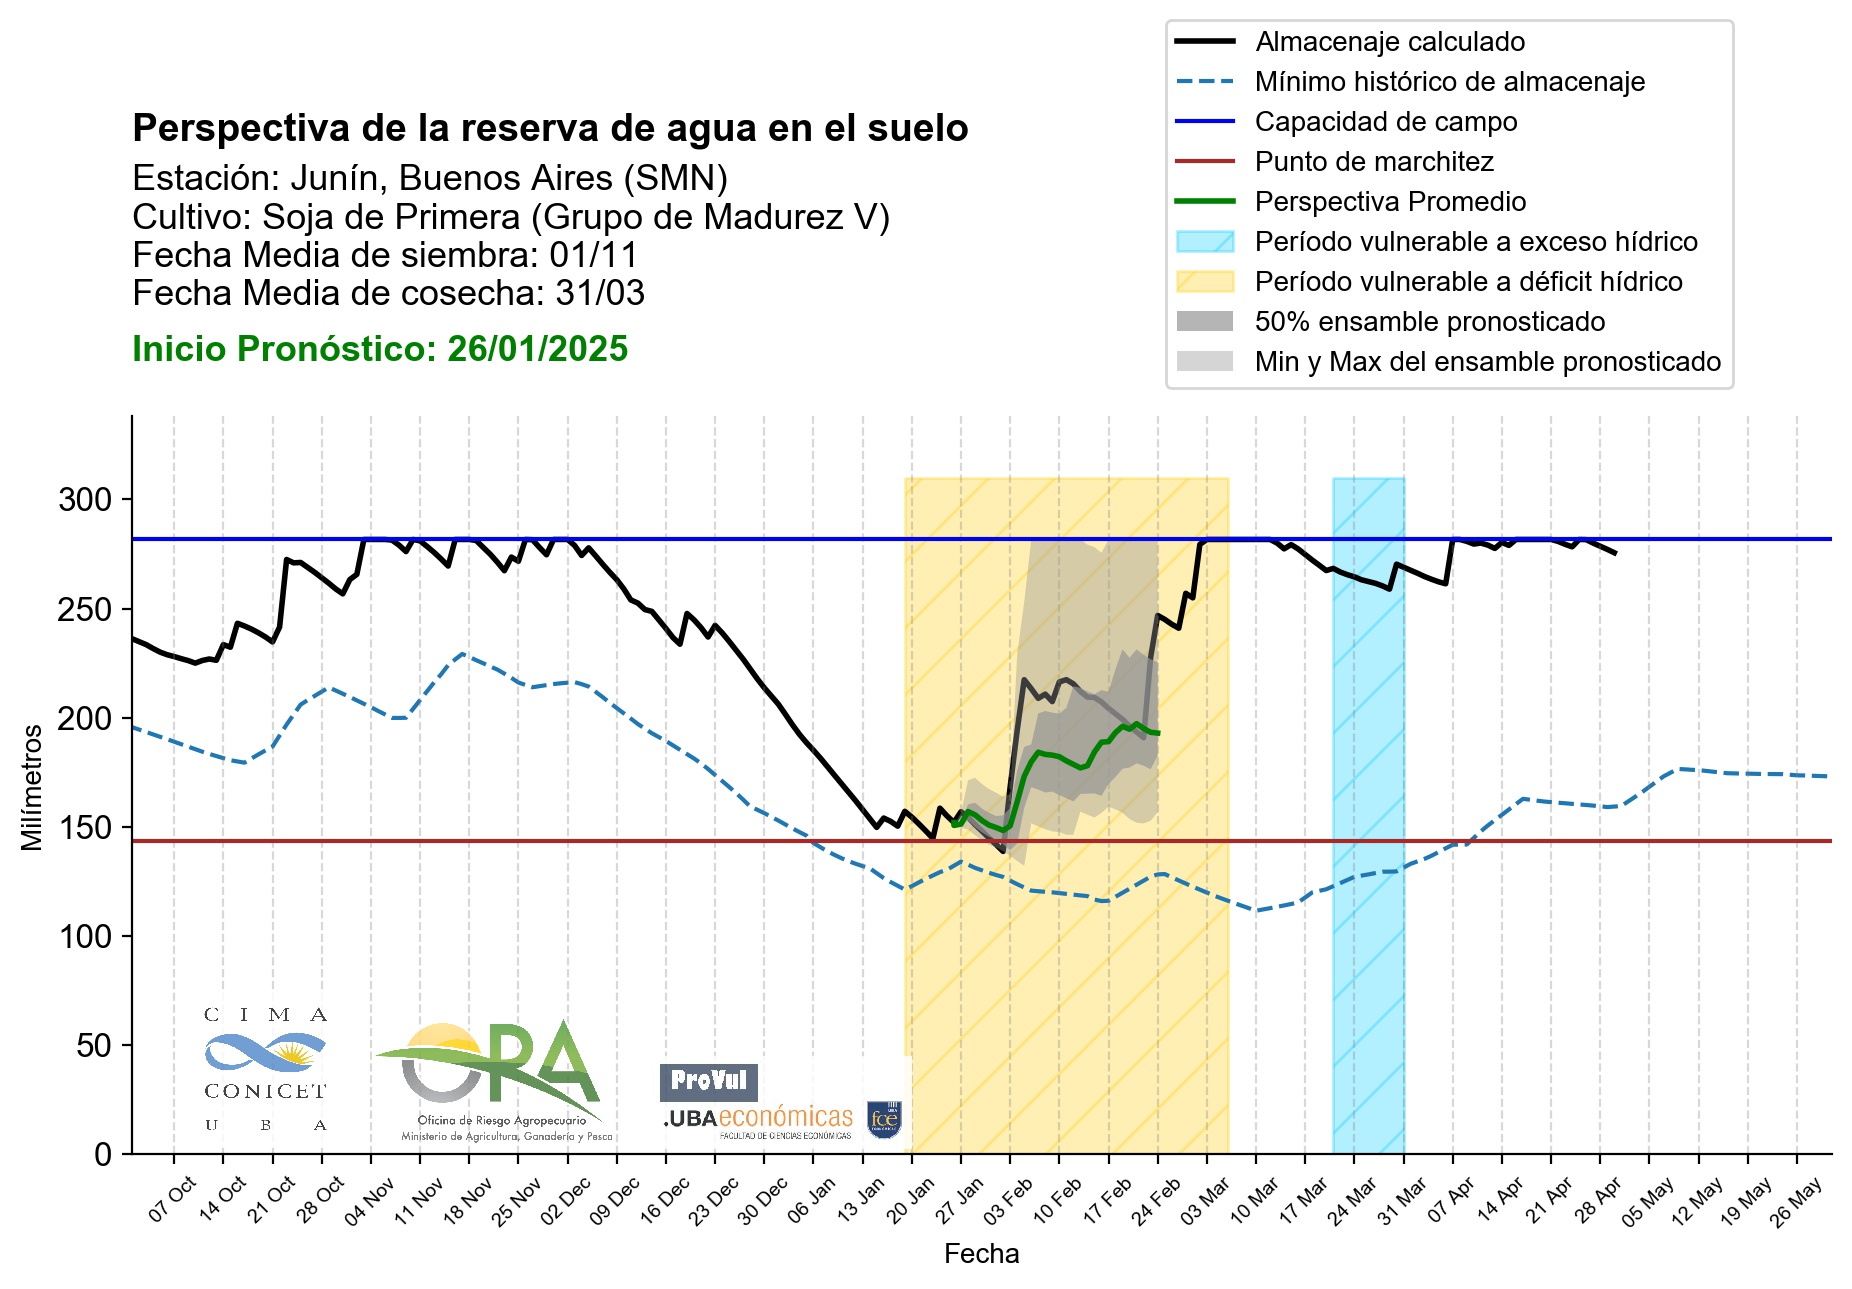 Almacenaje calculado
Mínimo histórico de almacenaje
Capacidad de campo
Punto de marchitez
Perspectiva Promedio
Período vulnerable a exceso hídrico
Período vulnerable a déficit hídrico
50% ensamble pronosticado
Min y Max del ensamble pronosticado
Perspectiva de la reserva de agua en el suelo
Estación: Junín, Buenos Aires (SMN)
Cultivo: Soja de Primera (Grupo de Madurez V)
Fecha Media de siembra: 01/11
Fecha Media de cosecha: 31/03
Inicio Pronóstico: 26/01/2025
Milímetros
300
250
200
150
100
50
0
CIMA
CONICET
UBA
ORA
Oficina de Riesgo Agropecuario
Ministerio de Agricultura, Ganadería y Pesca
ProVul
.UBAeconómicas
FACULTAD DE CIENCIAS ECONÓMICAS
UBA
fce
ECONÓMICAS
07 Oct
14 Oct
21 Oct
28 Oct
04 Nov
11 Nov
18 Nov
25 Nov
02 Dec
09 Dec
16 Dec
23 Dec
30 Dec
06 Jan
13 Jan
20 Jan
27 Jan
03 Feb
10 Feb
17 Feb
24 Feb
03 Mar
10 Mar
17 Mar
24 Mar
31 Mar
07 Apr
14 Apr
21 Apr
28 Apr
05 May
12 May
19 May
26 May
Fecha